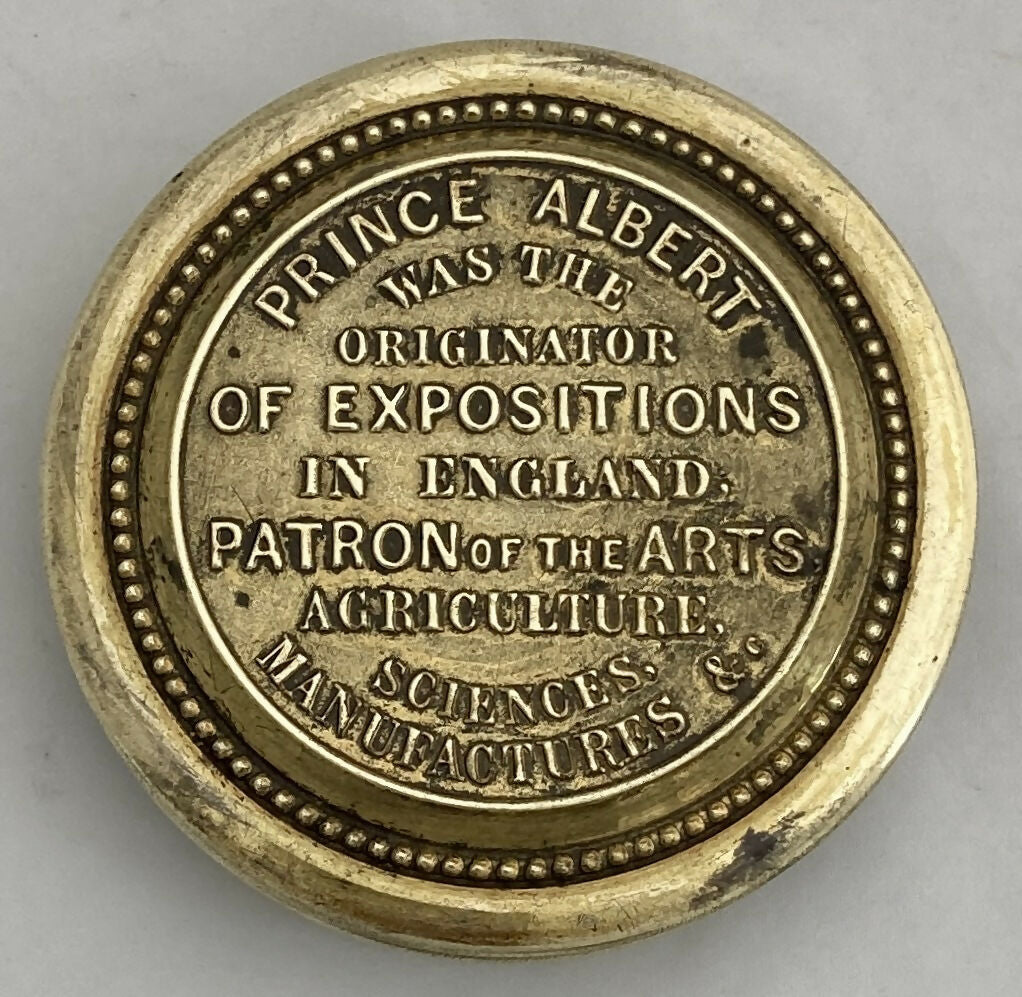 PRINCE ALBERT
WAS THE
ORIGINATOR
OF EXPOSITIONS
IN ENGLAND,
PATRON OF THE ARTS
AGRICULTURE,
SCIENCES,
MANUFACTURES &c